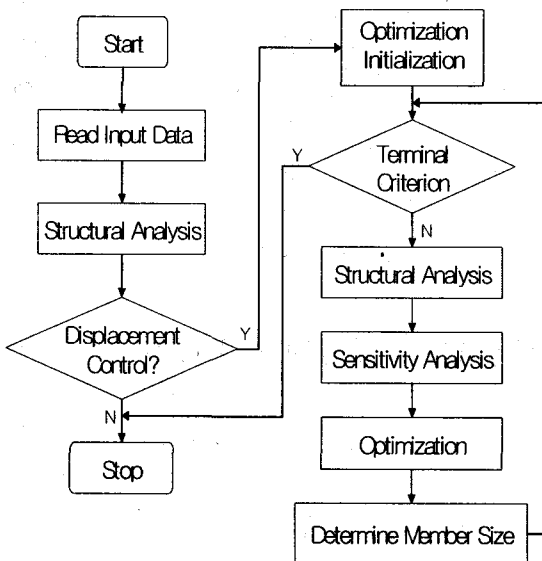 Start
Read Input Data
Structural Analysis
Displacement
Control?
Y
N
Stop
Optimization
Initialization
Terminal
Criterion
Y
N
Structural Analysis
Sensitivity Analysis
Optimization
Determine Member Size